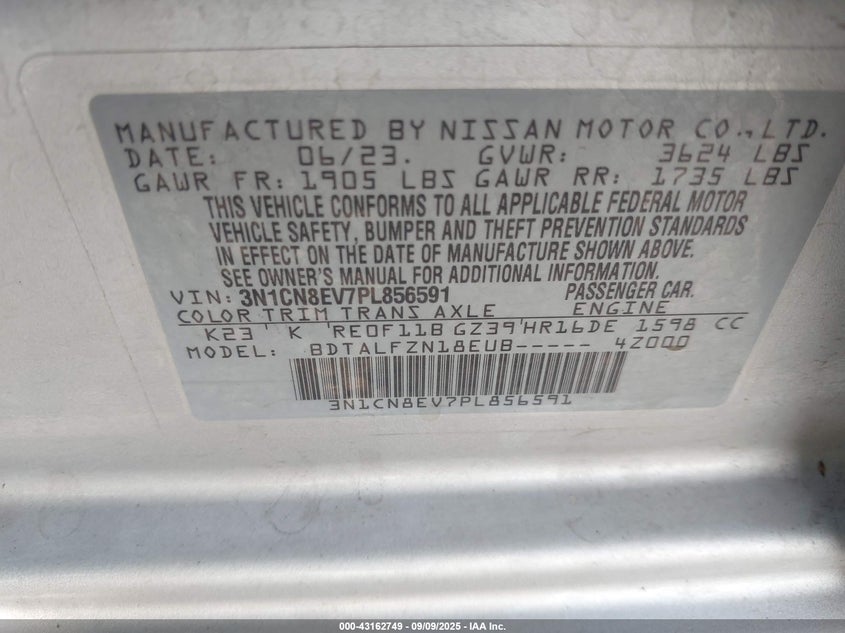 MANUFACTURED BY NISSAN MOTOR CO.,LTD.
DATE: 06/23. GVWR: 3624 LBS
GAWR FR: 1905 LBS GAWR RR: 1735 LBS
THIS VEHICLE CONFORMS TO ALL APPLICABLE FEDERAL MOTOR
VEHICLE SAFETY, BUMPER AND THEFT PREVENTION STANDARDS
IN EFFECT ON THE DATE OF MANUFACTURE SHOWN ABOVE.
SEE OWNER'S MANUAL FOR ADDITIONAL INFORMATION.
VIN: 3N1CN8EV7PL856591 PASSENGER CAR.
COLOR TRIM TRANS AXLE ENGINE
K23 K RE0F11B GZ39 HR16DE 1598 CC
MODEL: BDTALFZN18EUB----- 4Z000
3N1CN8EV7PL856591
000-43162749 - 09/09/2025 - IAA Inc.